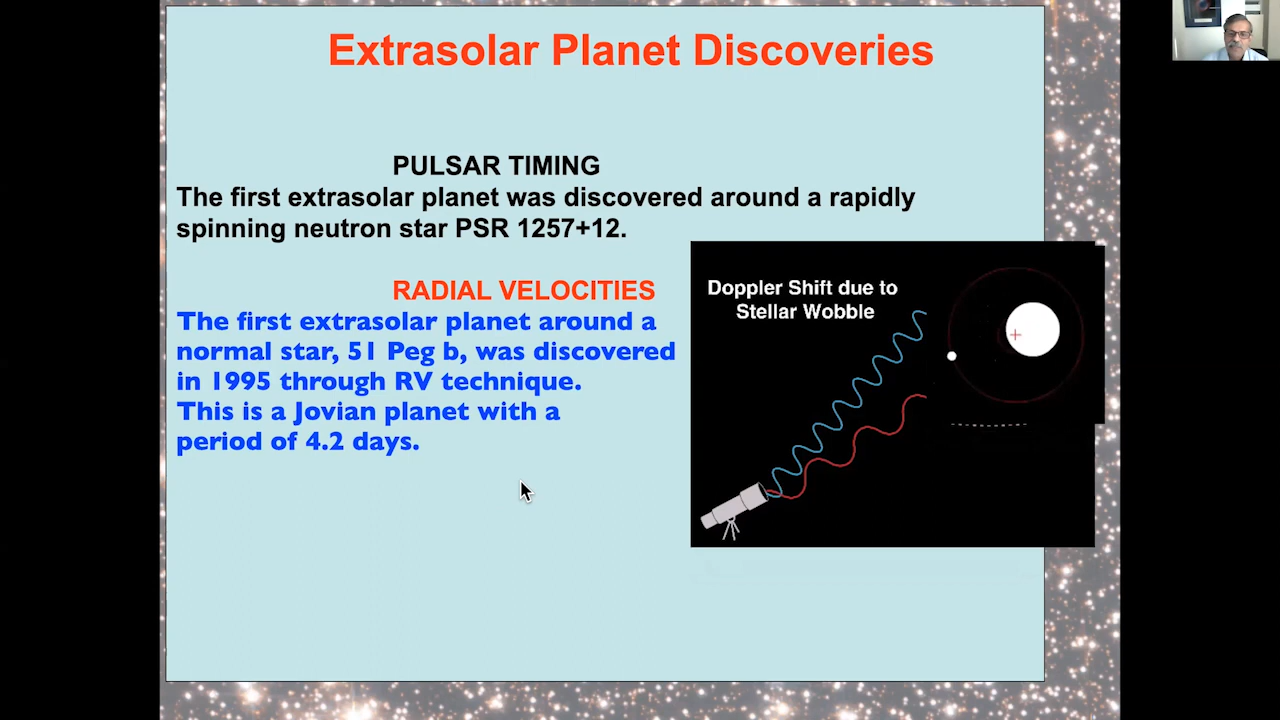 Extrasolar Planet Discoveries
PULSAR TIMING
The first extrasolar planet was discovered around a rapidly
spinning neutron star PSR 1257+12.
RADIAL VELOCITIES
The first extrasolar planet around a
normal star, 51 Peg b, was discovered
in 1995 through RV technique.
This is a Jovian planet with a
period of 4.2 days.
Doppler Shift due to
Stellar Wobble